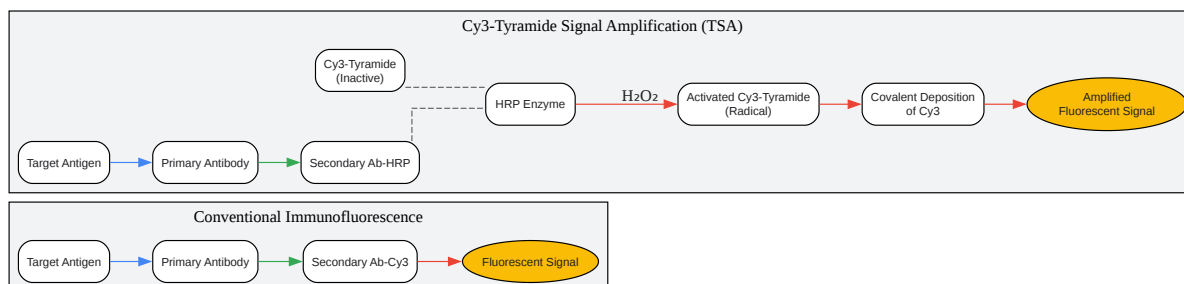 Cy3-Tyramide Signal Amplification (TSA)
Cy3-Tyramide
(Inactive)
HRP Enzyme
H₂O₂
Activated Cy3-Tyramide
(Radical)
Covalent Deposition
of Cy3
Amplified
Fluorescent Signal
Target Antigen
Primary Antibody
Secondary Ab-HRP
Conventional Immunofluorescence
Target Antigen
Primary Antibody
Secondary Ab-Cy3
Fluorescent Signal